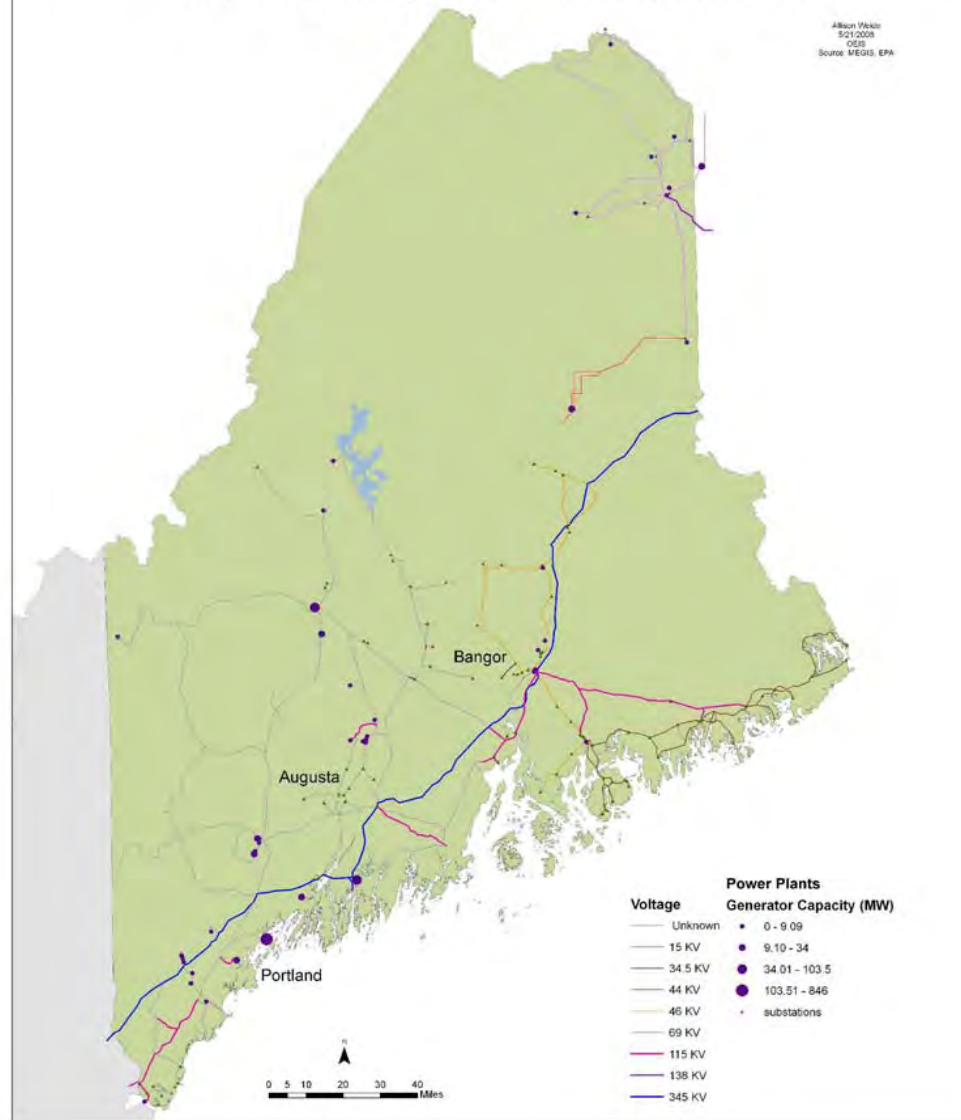 Allison Weide
5/21/2008
OEIS
Source: MEGIS, EPA
Bangor
Augusta
Portland
Power Plants
Voltage
Generator Capacity (MW)
Unknown
0 - 9.09
15 KV
9.10 - 34
34.5 KV
34.01 - 103.5
44 KV
103.51 - 846
46 KV
substations
69 KV
115 KV
138 KV
345 KV
N
0 5 10 20 30 40
Miles